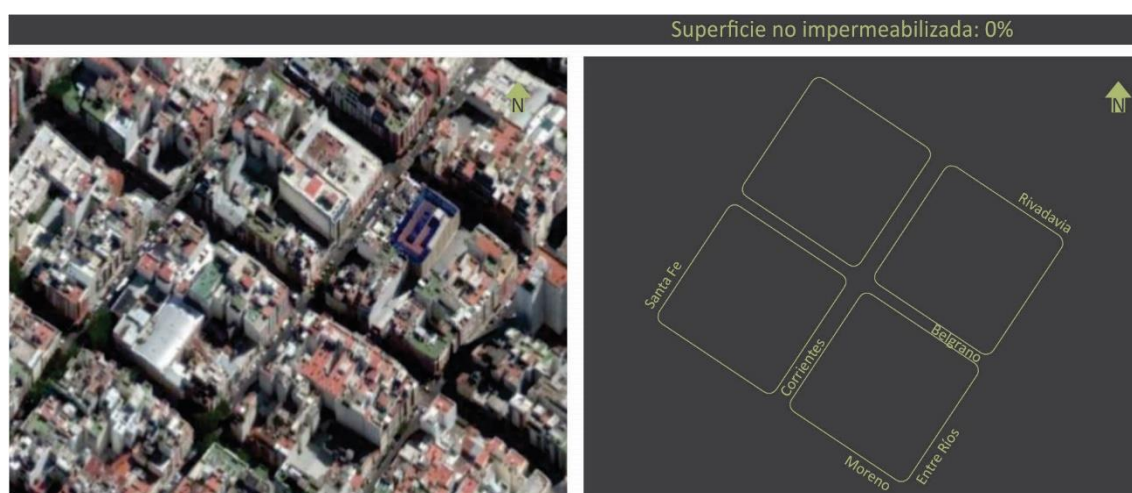 Superficie no impermeabilizada: 0%
N
N
Rivadavia
Santa Fe
Belgrano
Corrientes
Entre Ríos
Moreno